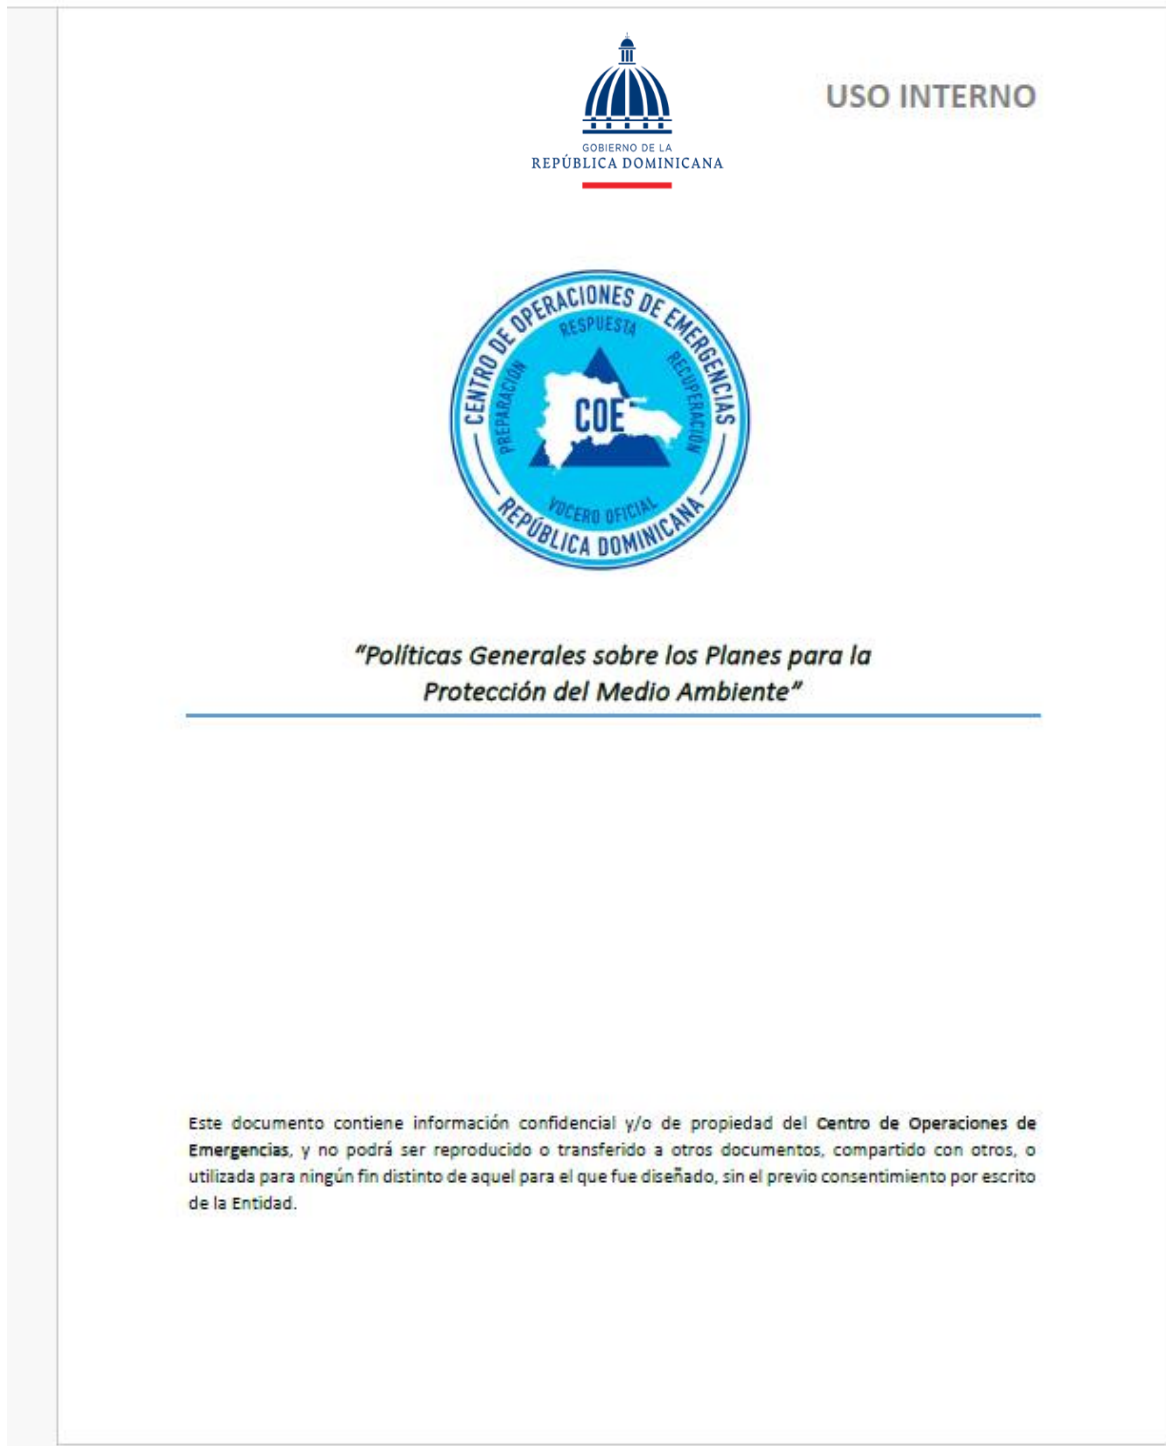 USO INTERNO
GOBIERNO DE LA
REPÚBLICA DOMINICANA
CENTRO DE OPERACIONES DE EMERGENCIAS
RESPUESTA
PREPARACIÓN
RECUPERACIÓN
COE
VOCERO OFICIAL
REPÚBLICA DOMINICANA
“Políticas Generales sobre los Planes para la
Protección del Medio Ambiente”
Este documento contiene información confidencial y/o de propiedad del Centro de Operaciones de
Emergencias, y no podrá ser reproducido o transferido a otros documentos, compartido con otros, o
utilizada para ningún fin distinto de aquel para el que fue diseñado, sin el previo consentimiento por escrito
de la Entidad.